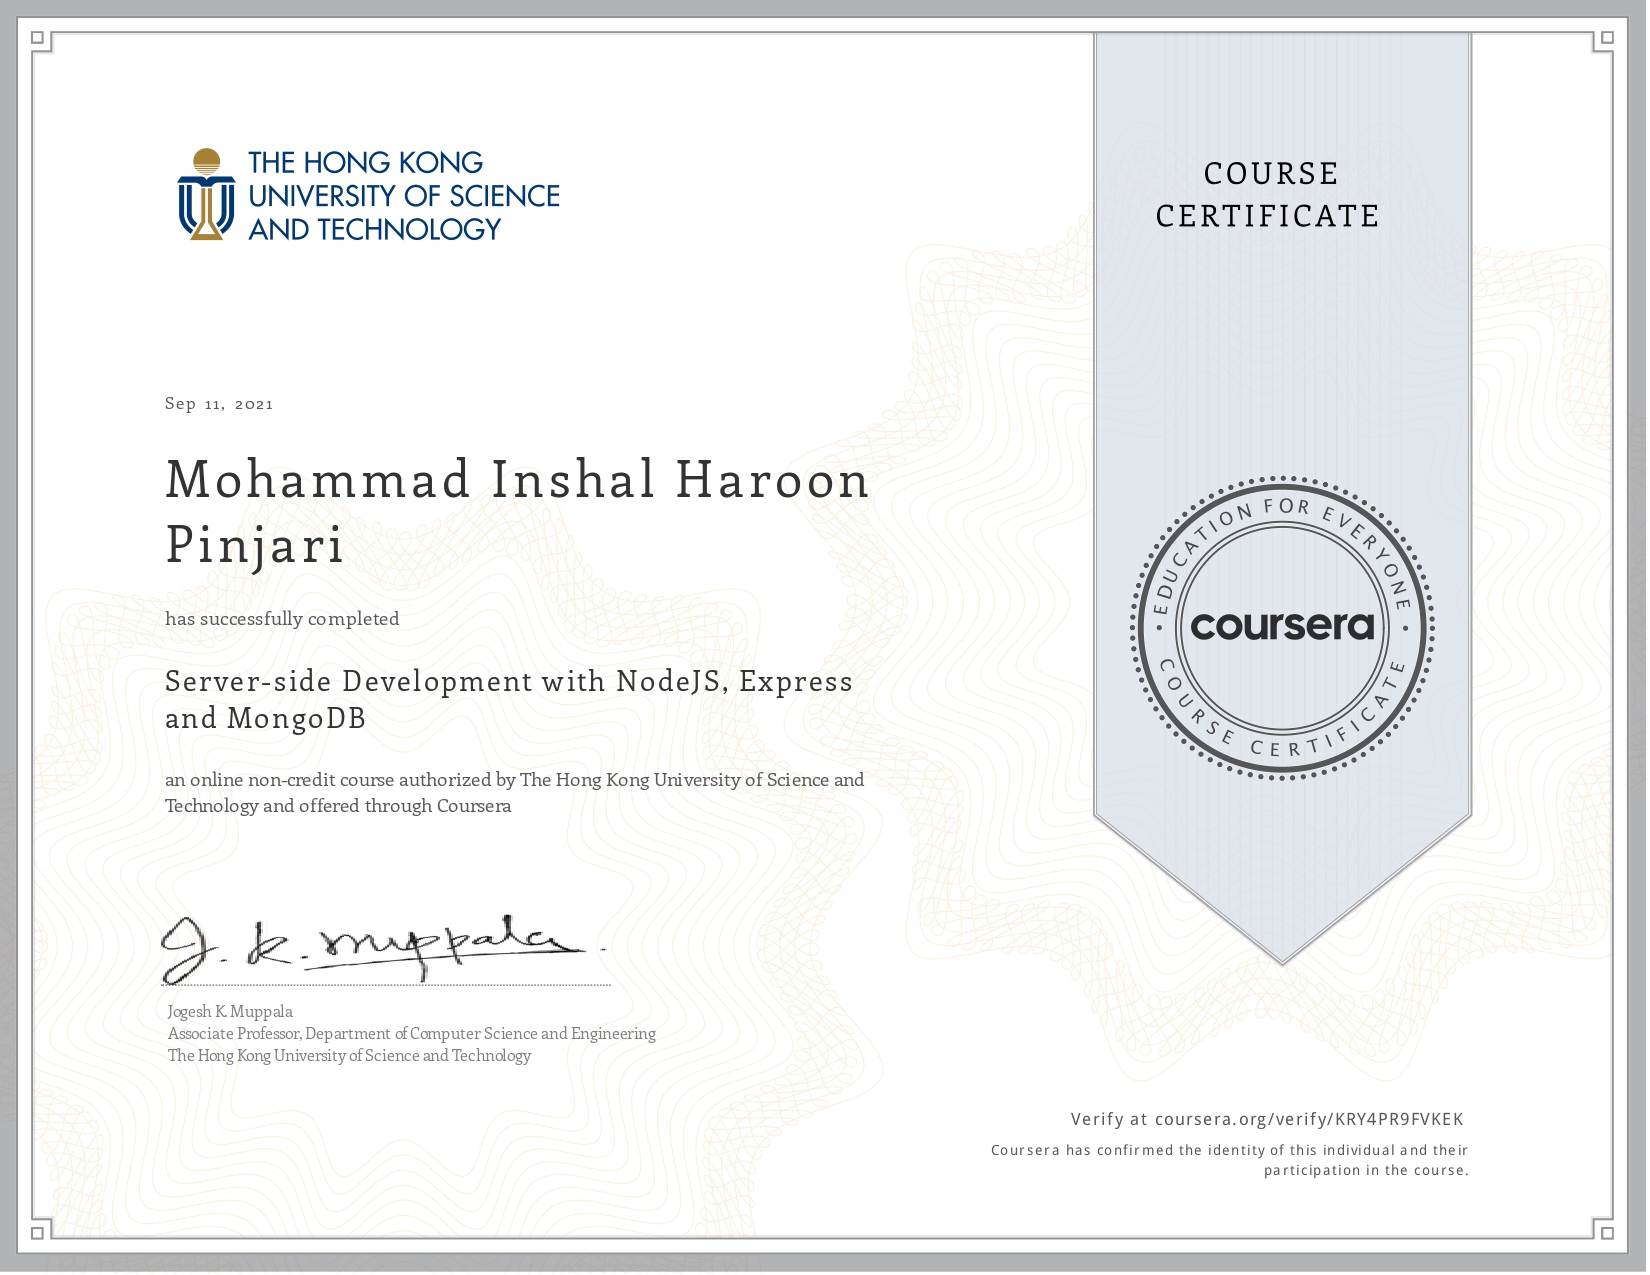 THE HONG KONG
UNIVERSITY OF SCIENCE
AND TECHNOLOGY
COURSE
CERTIFICATE
Sep 11, 2021
Mohammad Inshal Haroon
Pinjari
has successfully completed
Server-side Development with NodeJS, Express
and MongoDB
an online non-credit course authorized by The Hong Kong University of Science and
Technology and offered through Coursera
EDUCATION FOR EVERYONE
coursera
COURSE CERTIFICATE
J. K. Muppala.
Jogesh K. Muppala
Associate Professor, Department of Computer Science and Engineering
The Hong Kong University of Science and Technology
Verify at coursera.org/verify/KRY4PR9FVKEK
Coursera has confirmed the identity of this individual and their
participation in the course.